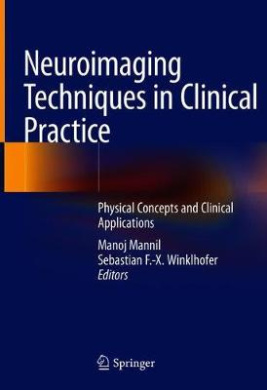 Neuroimaging
Techniques in Clinical
Practice
Physical Concepts and Clinical
Applications
Manoj Mannil
Sebastian F.-X. Winklhofer
Editors
Springer